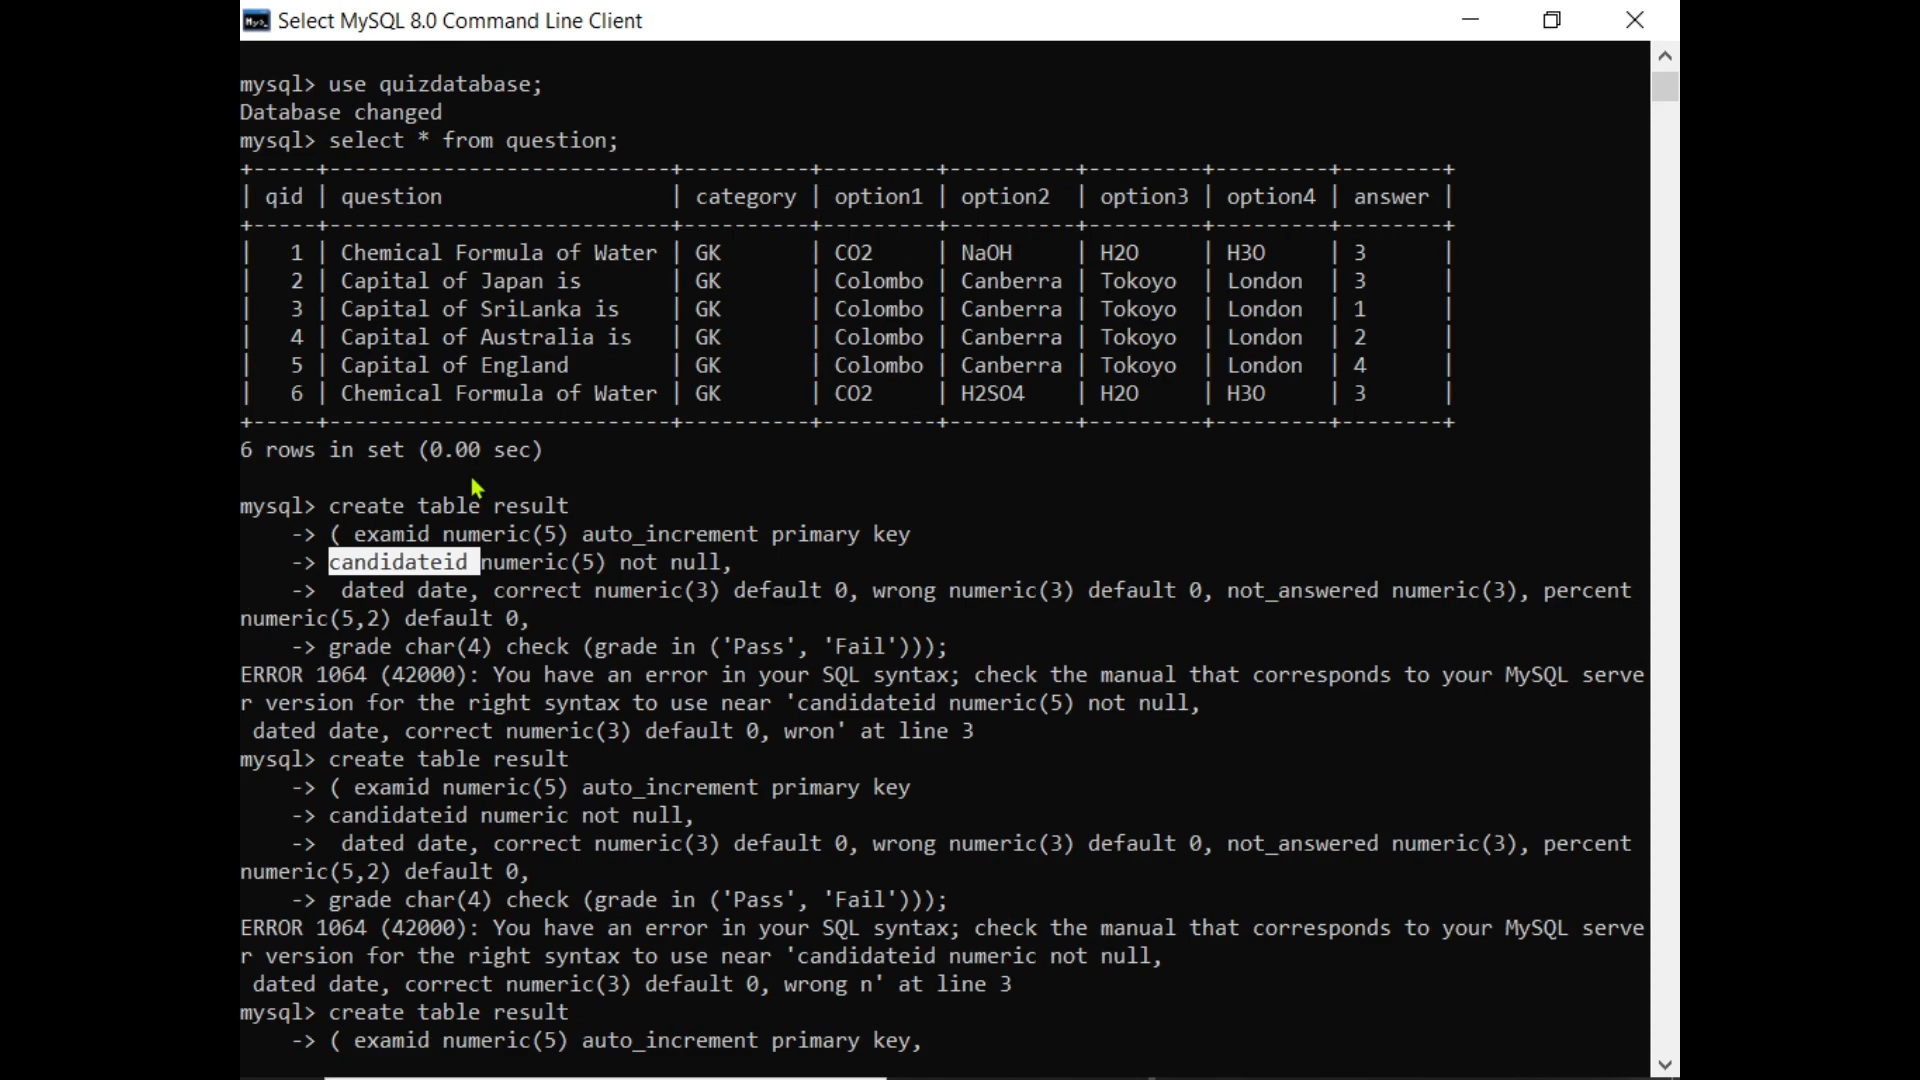 Select MySQL 8.0 Command Line Client
mysql> use quizdatabase;
Database changed
mysql> select * from question;
+-----+---------------------------+----------+---------+----------+---------+---------+--------+
| qid | question                  | category | option1 | option2  | option3 | option4 | answer |
+-----+---------------------------+----------+---------+----------+---------+---------+--------+
|   1 | Chemical Formula of Water | GK       | CO2     | NaOH     | H2O     | H3O     | 3      |
|   2 | Capital of Japan is       | GK       | Colombo | Canberra | Tokoyo  | London  | 3      |
|   3 | Capital of SriLanka is    | GK       | Colombo | Canberra | Tokoyo  | London  | 1      |
|   4 | Capital of Australia is   | GK       | Colombo | Canberra | Tokoyo  | London  | 2      |
|   5 | Capital of England        | GK       | Colombo | Canberra | Tokoyo  | London  | 4      |
|   6 | Chemical Formula of Water | GK       | CO2     | H2SO4    | H2O     | H3O     | 3      |
+-----+---------------------------+----------+---------+----------+---------+---------+--------+
6 rows in set (0.00 sec)
mysql> create table result
    -> ( examid numeric(5) auto_increment primary key
    -> candidateid numeric(5) not null,
    ->  dated date, correct numeric(3) default 0, wrong numeric(3) default 0, not_answered numeric(3), percent
numeric(5,2) default 0,
    -> grade char(4) check (grade in ('Pass', 'Fail')));
ERROR 1064 (42000): You have an error in your SQL syntax; check the manual that corresponds to your MySQL serve
r version for the right syntax to use near 'candidateid numeric(5) not null,
 dated date, correct numeric(3) default 0, wron' at line 3
mysql> create table result
    -> ( examid numeric(5) auto_increment primary key
    -> candidateid numeric not null,
    ->  dated date, correct numeric(3) default 0, wrong numeric(3) default 0, not_answered numeric(3), percent
numeric(5,2) default 0,
    -> grade char(4) check (grade in ('Pass', 'Fail')));
ERROR 1064 (42000): You have an error in your SQL syntax; check the manual that corresponds to your MySQL serve
r version for the right syntax to use near 'candidateid numeric not null,
 dated date, correct numeric(3) default 0, wrong n' at line 3
mysql> create table result
    -> ( examid numeric(5) auto_increment primary key,